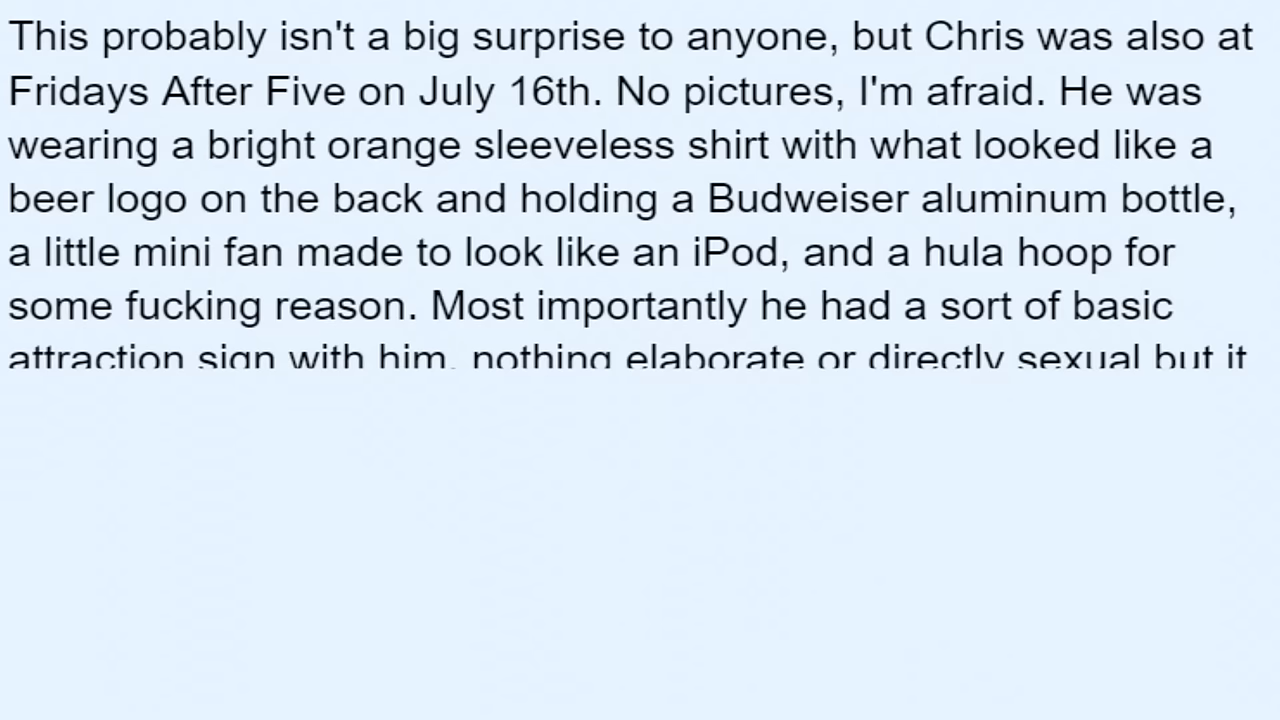 This probably isn't a big surprise to anyone, but Chris was also at
Fridays After Five on July 16th. No pictures, I'm afraid. He was
wearing a bright orange sleeveless shirt with what looked like a
beer logo on the back and holding a Budweiser aluminum bottle,
a little mini fan made to look like an iPod, and a hula hoop for
some fucking reason. Most importantly he had a sort of basic
attraction sign with him, nothing elaborate or directly sexual but it